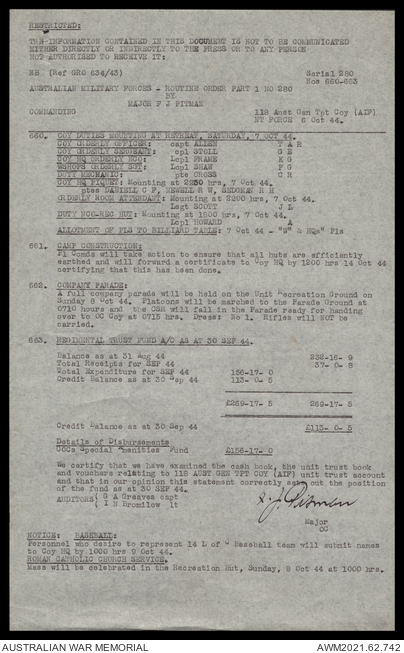 RESTRICTED:
THE INFORMATION CONTAINED IN THIS DOCUMENT IS NOT TO BE COMMUNICATED
EITHER DIRECTLY OR INDIRECTLY TO THE PRESS OR TO ANY PERSON
NOT AUTHORISED TO RECEIVE IT:
NB (Ref GRO 634/43) Serial 280
Nos 660-663
AUSTRALIAN MILITARY FORCES - ROUTINE ORDER PART 1 NO 280
BY
MAJOR F J PITMAN
COMMANDING 118 Aust Gen Tpt Coy (AIF)
NT FORCE 6 Oct 44.
660. COY DUTIES MOUNTING AT RETREAT, SATURDAY, 7 OCT 44.
COY ORDERLY OFFICER: capt ALLEN T A R
COY ORDERLY SERGEANT: cpl STOLL G E
COY HQ ORDERLY NCO: Lcpl FRAME K G
WSHOPS ORDERLY SGT: Lcpl SHAW F G
DUTY MECHANIC: pte CROSS C R
COY HQ PIQUET: Mounting at 2230 hrs, 7 Oct 44.
ptes DANIELL C F, NEWELL R W, SEDGMAN R H
ORDERLY ROOM ATTENDANT: Mounting at 2200 hrs, 7 Oct 44.
Lsgt SCOTT J L
DUTY NCO-REC HUT: Mounting at 1800 hrs, 7 Oct 44.
Lcpl HOWARD A
ALLOTMENT OF PLS TO BILLIARD TABLE: 7 Oct 44 - "W" & HQs" Pls
661. CAMP CONSTRUCTION:
Pl Comds will take action to ensure that all huts are efficiently
earthed and will forward a certificate to Coy HQ by 1200 hrs 14 Oct 44
certifying that this has been done.
662. COMPANY PARADE:
A full company parade will be held on the Unit Recreation Ground on
Sunday 8 Oct 44. Platoons will be marched to the Parade Ground at
0710 hours and the CSM will fall in the Parade ready for handing
over to OC Coy at 0715 hrs. Dress: No 1. Rifles will NOT be
carried.
663. REGIMENTAL TRUST FUND A/C AS AT 30 SEP 44.
Balance as at 31 Aug 44 232-16- 9
Total Receipts for SEP 44 37- 0- 8
Total Expenditure for SEP 44 156-17- 0
Credit Balance as at 30 Sep 44 113- 0- 5
£269-17- 5 269-17- 5
Credit Balance as at 30 Sep 44 £113- 0- 5
Details of Disbursements
GOCs Special Amenities Fund £156-17- 0
We certify that we have examined the cash book, the unit trust book
and vouchers relating to 118 AUST GEN TPT COY (AIF) unit trust account
and that in our opinion this statement correctly sets out the position
of the fund as at 30 SEP 44.
AUDITORS ( G A Greaves capt
( I N Bromilow lt
J. Pitman
Major
OC
NOTICE: BASEBALL:
Personnel who desire to represent 14 L of C Baseball team will submit names
to Coy HQ by 1000 hrs 9 Oct 44.
ROMAN CATHOLIC CHURCH SERVICE.
Mass will be celebrated in the Recreation Hut, Sunday, 8 Oct 44 at 1000 hrs.
AUSTRALIAN WAR MEMORIAL AWM2021.62.742